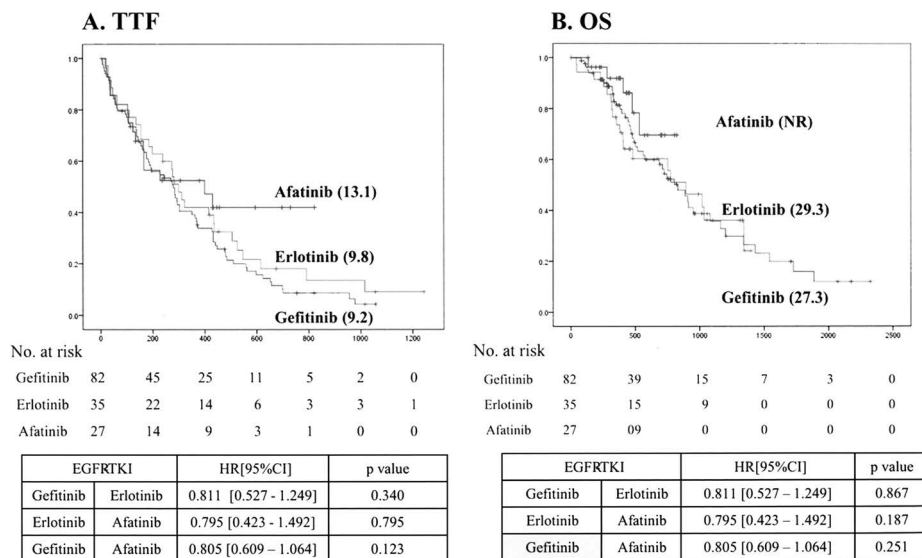 A. TTF
1.0
0.8
0.6
0.4
0.2
0.0
0
200
400
600
800
1000
1200
Afatinib (13.1)
Erlotinib (9.8)
Gefitinib (9.2)
No. at risk
Gefitinib 82 45 25 11 5 2 0
Erlotinib 35 22 14 6 3 3 1
Afatinib 27 14 9 3 1 0 0
EGFRTKI HR[95%CI] p value
Gefitinib Erlotinib 0.811 [0.527 - 1.249] 0.340
Erlotinib Afatinib 0.795 [0.423 - 1.492] 0.795
Gefitinib Afatinib 0.805 [0.609 – 1.064] 0.123
B. OS
1.0
0.8
0.6
0.4
0.2
0.0
0
500
1000
1500
2000
2500
Afatinib (NR)
Erlotinib (29.3)
Gefitinib (27.3)
No. at risk
Gefitinib 82 39 15 7 3 0
Erlotinib 35 15 9 0 0 0
Afatinib 27 09 0 0 0 0
EGFRTKI HR[95%CI] p value
Gefitinib Erlotinib 0.811 [0.527 – 1.249] 0.867
Erlotinib Afatinib 0.795 [0.423 – 1.492] 0.187
Gefitinib Afatinib 0.805 [0.609 – 1.064] 0.251